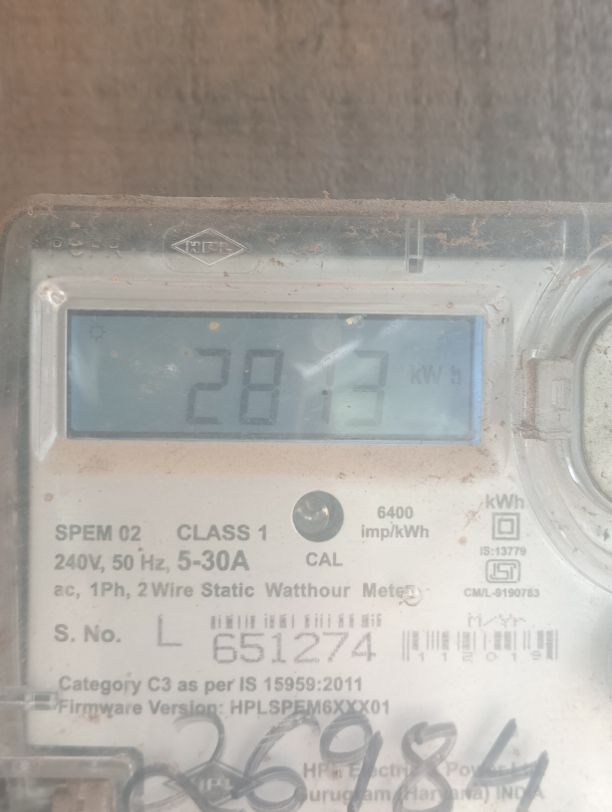 HPL
2813 kWh
6400
imp/kWh
kWh
SPEM 02 CLASS 1
240V, 50 Hz, 5-30A
CAL
IS:13779
ISI
CM/L-9190783
ac, 1Ph, 2 Wire Static Watthour Meter
M/Yr
S. No. L 651274
112019
Category C3 as per IS 15959:2011
Firmware Version: HPLSPEM6XXX01
26984
HPL Electric & Power
Gurugram (Haryana) INDIA